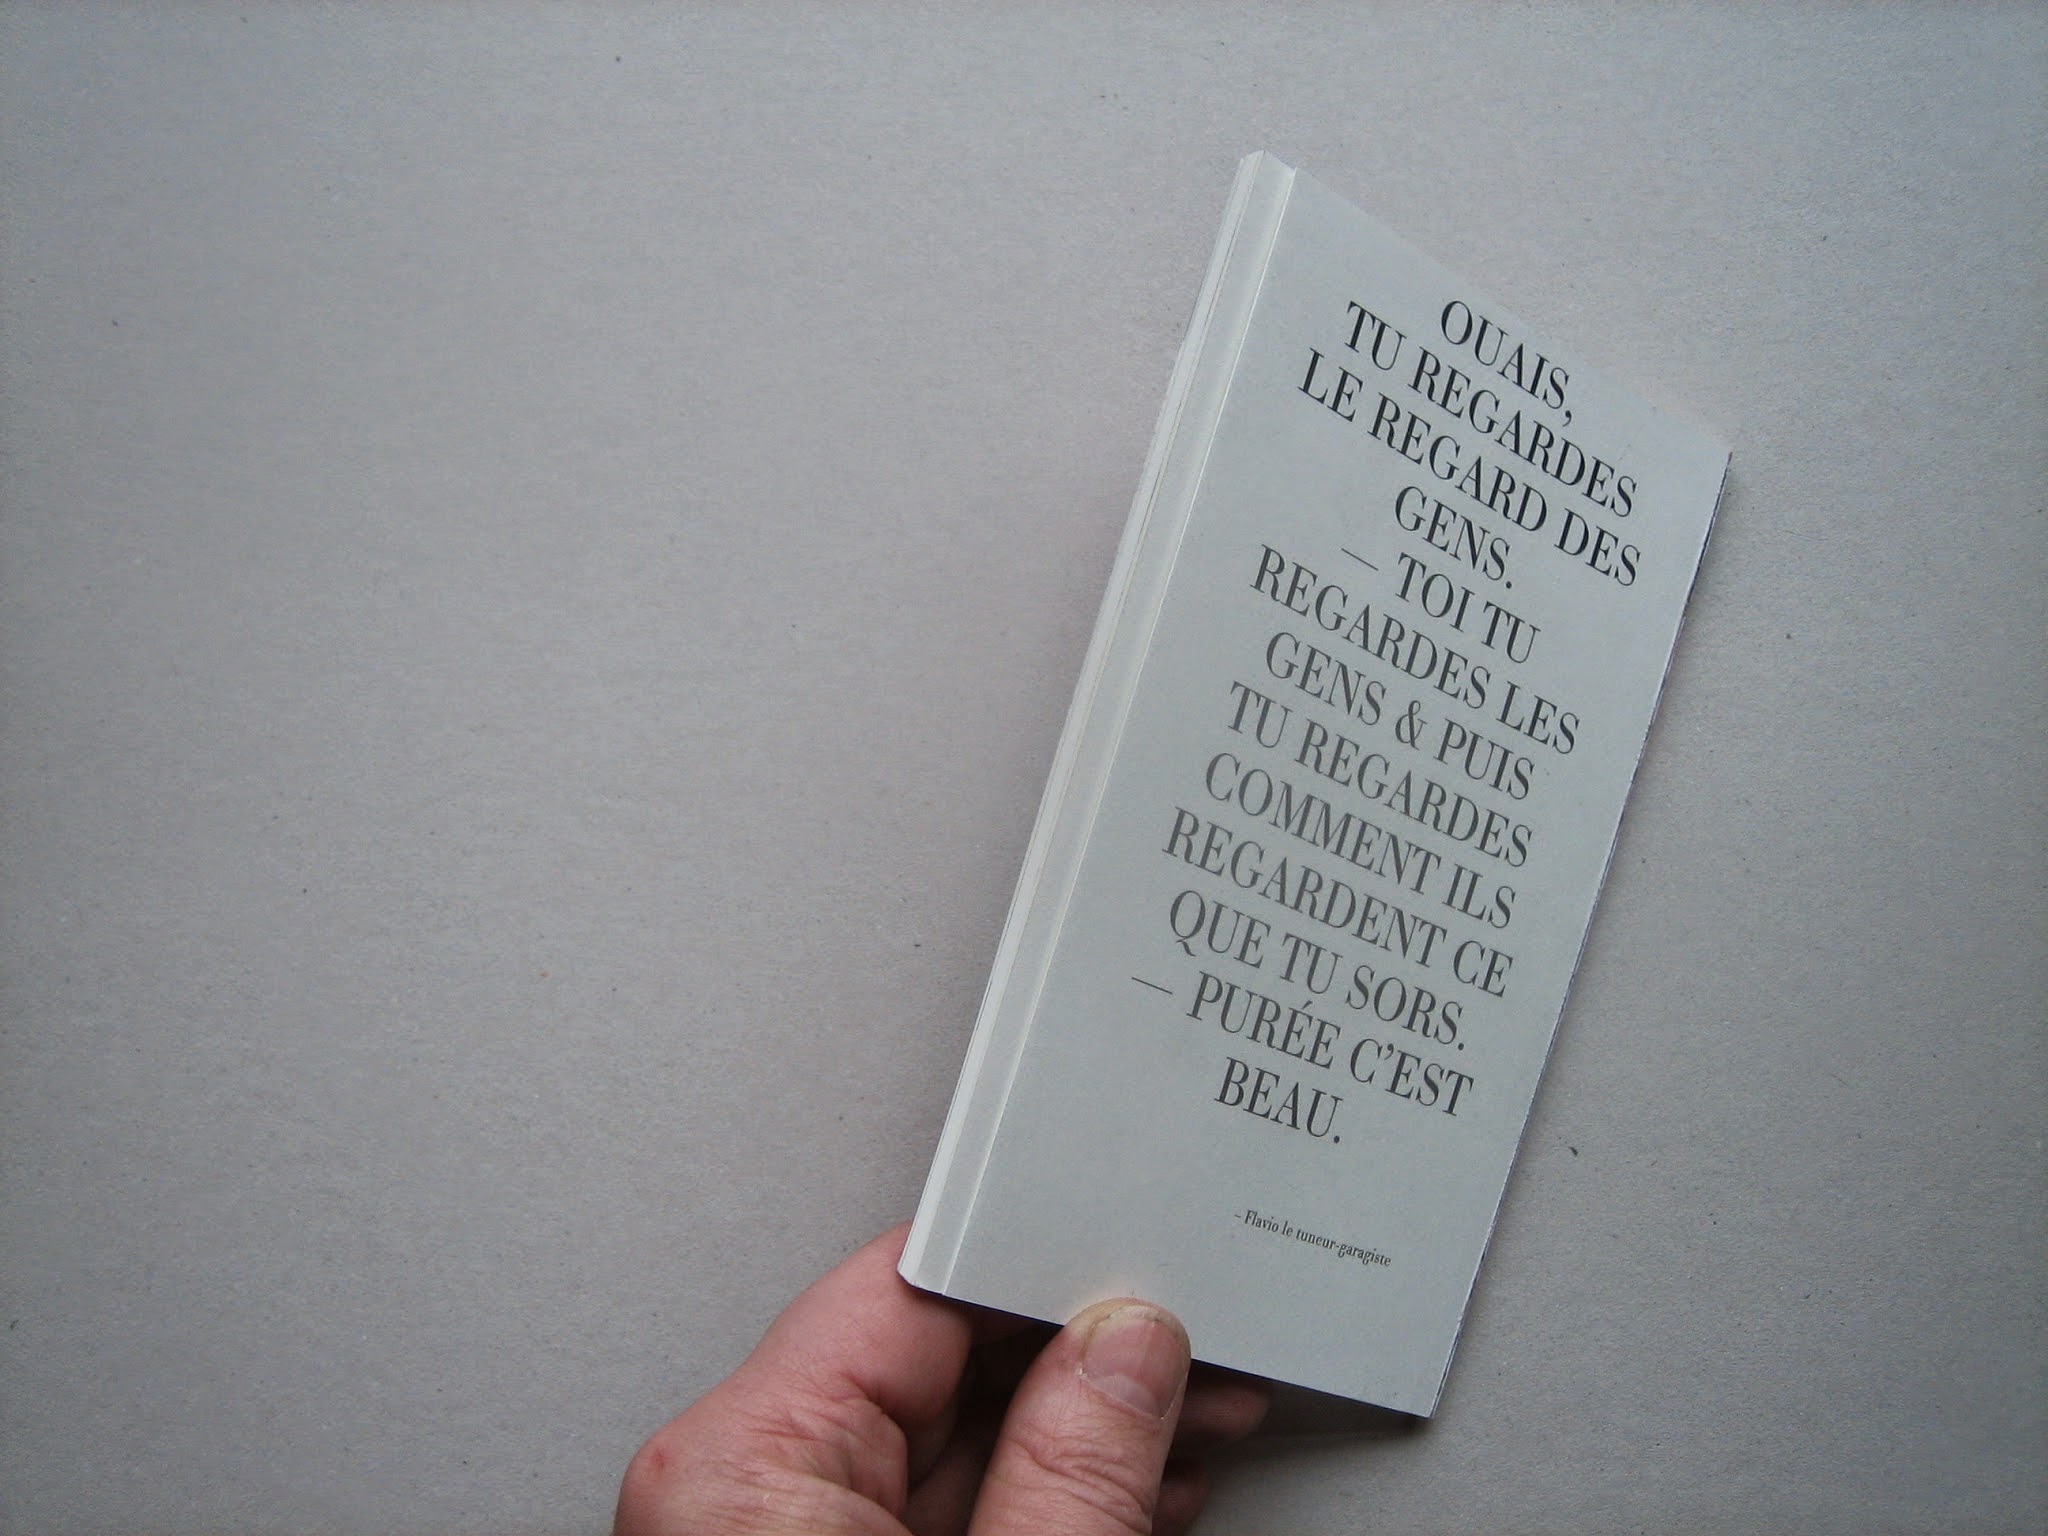 OUAIS,
TU REGARDES
LE REGARD DES
GENS.
— TOI TU
REGARDES LES
GENS & PUIS
TU REGARDES
COMMENT ILS
REGARDENT CE
QUE TU SORS.
— PURÉE C’EST
BEAU.
– Flavio le tuneur-garagiste